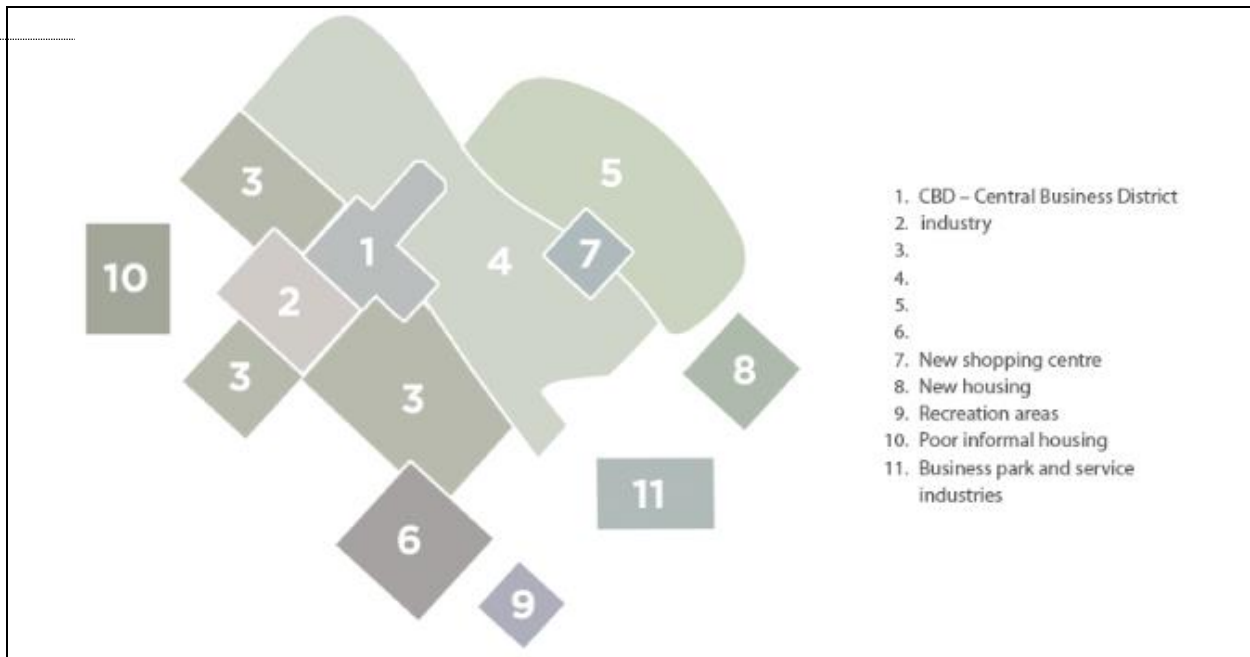 3
5
1
7
4
10
2
8
3
3
11
6
9
1. CBD – Central Business District
2. industry
3.
4.
5.
6.
7. New shopping centre
8. New housing
9. Recreation areas
10. Poor informal housing
11. Business park and service
industries